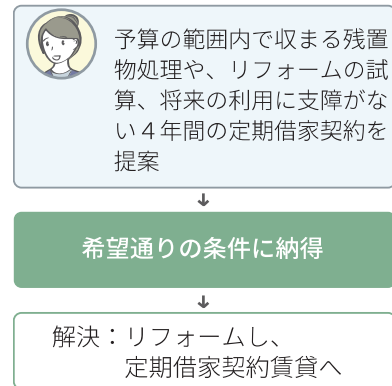 予算の範囲内で収まる残置
物処理や、リフォームの試
算、将来の利用に支障がな
い４年間の定期借家契約を
提案
希望通りの条件に納得
解決：リフォームし、
定期借家契約賃貸へ